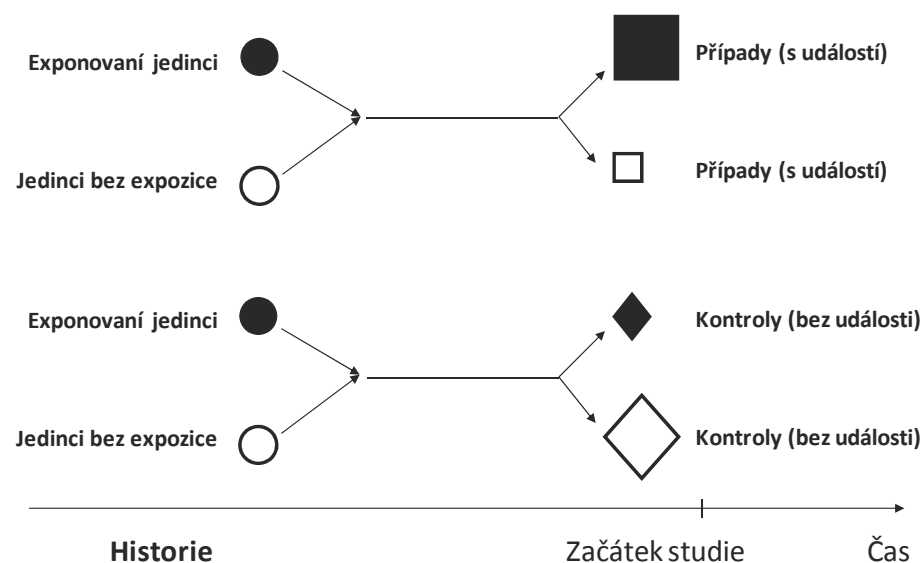 Exponovaní jedinci
Případy (s událostí)
Jedinci bez expozice
Případy (s událostí)
Exponovaní jedinci
Kontroly (bez události)
Jedinci bez expozice
Kontroly (bez události)
Historie
Začátek studie
Čas